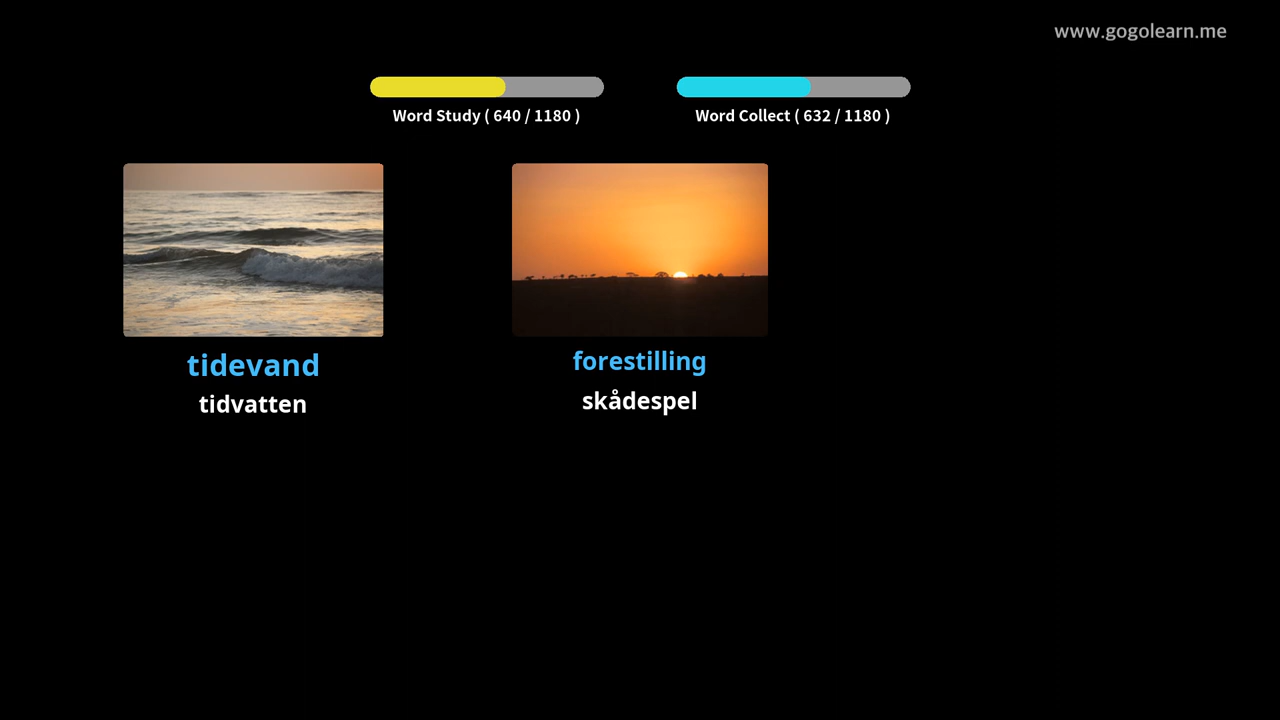 www.gogolearn.me
Word Study ( 640 / 1180 )
Word Collect ( 632 / 1180 )
tidevand
tidvatten
forestilling
skådespel